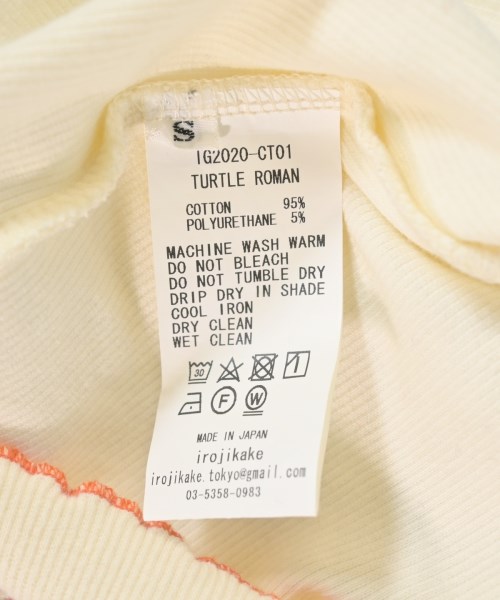 S
IG2020-CT01
TURTLE ROMAN
COTTON 95%
POLYURETHANE 5%
MACHINE WASH WARM
DO NOT BLEACH
DO NOT TUMBLE DRY
DRIP DRY IN SHADE
COOL IRON
DRY CLEAN
WET CLEAN
30
F W
MADE IN JAPAN
irojikake
irojikake.tokyo@gmail.com
03-5358-0983